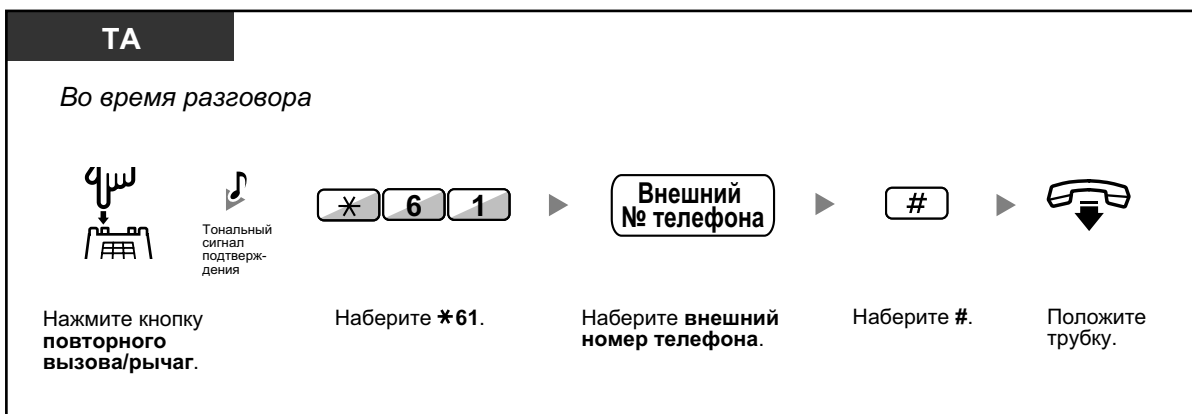 ТА
Во время разговора
Тональный
сигнал
подтверж-
дения
* 6 1
Внешний
№ телефона
#
Нажмите кнопку
повторного
вызова/рычаг.
Наберите *61.
Наберите внешний
номер телефона.
Наберите #.
Положите
трубку.